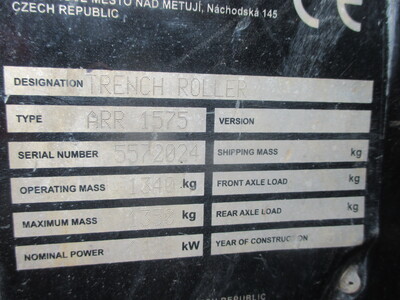 MĚSTO NAD METUJÍ, Náchodská 145
CZECH REPUBLIC
CE
DESIGNATION TRENCH ROLLER
TYPE ARR 1575 VERSION
SERIAL NUMBER 5572024 SHIPPING MASS kg
OPERATING MASS kg FRONT AXLE LOAD kg
MAXIMUM MASS kg REAR AXLE LOAD kg
NOMINAL POWER kW YEAR OF CONSTRUCTION
REPUBLIC